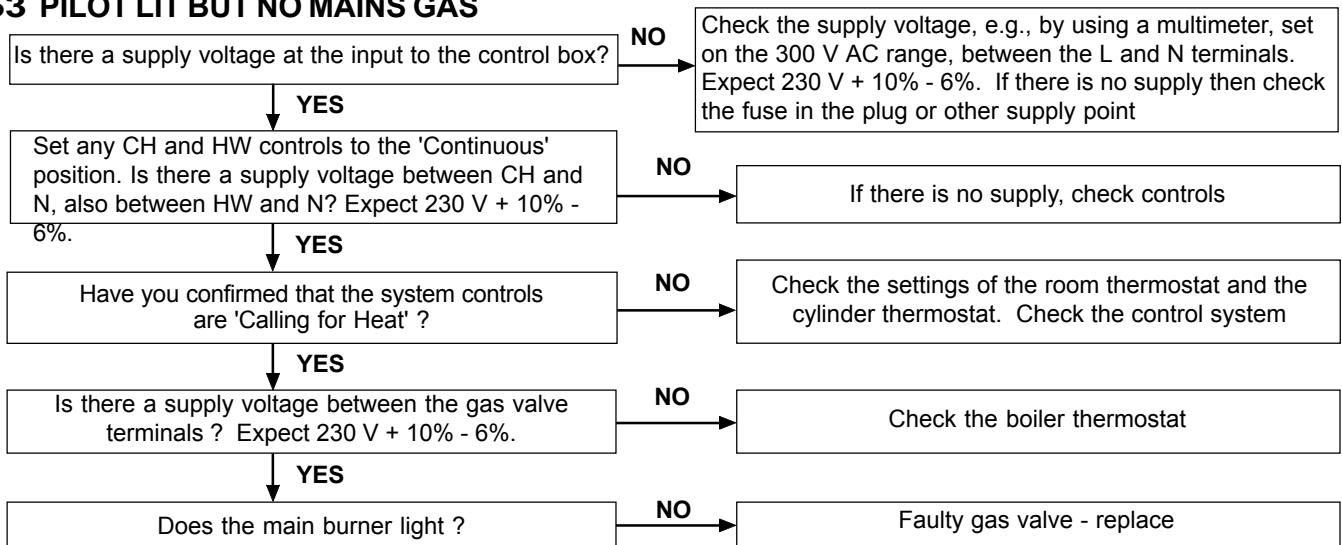 PILOT LIT BUT NO MAINS GAS
Is there a supply voltage at the input to the control box?
NO
Check the supply voltage, e.g., by using a multimeter, set
on the 300 V AC range, between the L and N terminals.
Expect 230 V + 10% - 6%. If there is no supply then check
the fuse in the plug or other supply point
YES
Set any CH and HW controls to the 'Continuous'
position. Is there a supply voltage between CH and
N, also between HW and N? Expect 230 V + 10% -
6%.
NO
If there is no supply, check controls
YES
Have you confirmed that the system controls
are 'Calling for Heat' ?
NO
Check the settings of the room thermostat and the
cylinder thermostat. Check the control system
YES
Is there a supply voltage between the gas valve
terminals ? Expect 230 V + 10% - 6%.
NO
Check the boiler thermostat
YES
Does the main burner light ?
NO
Faulty gas valve - replace